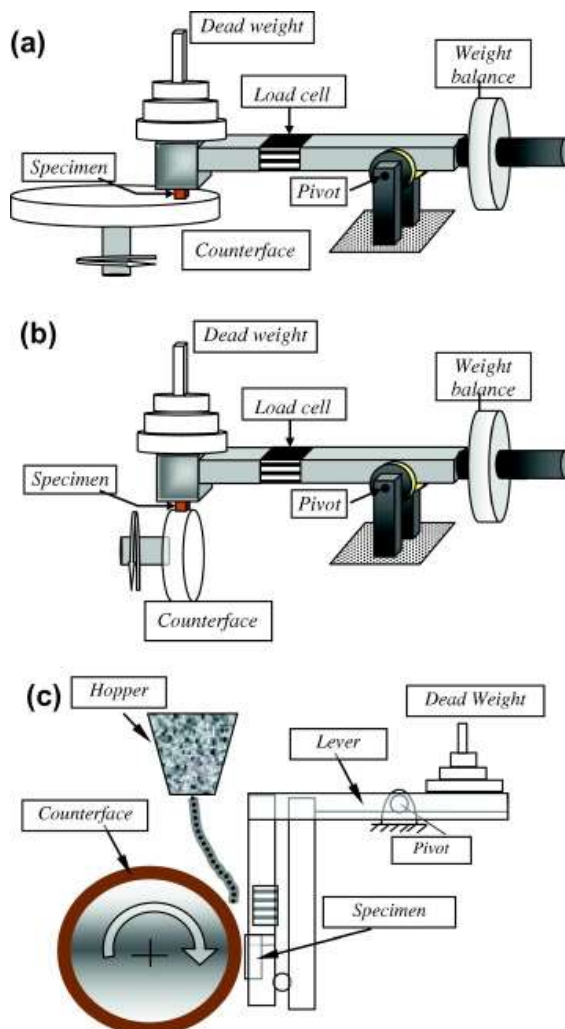 (a)
Dead weight
Weight
balance
Load cell
Specimen
Pivot
Counterface
(b)
Dead weight
Weight
balance
Load cell
Specimen
Pivot
Counterface
(c)
Hopper
Dead Weight
Lever
Counterface
Pivot
Specimen